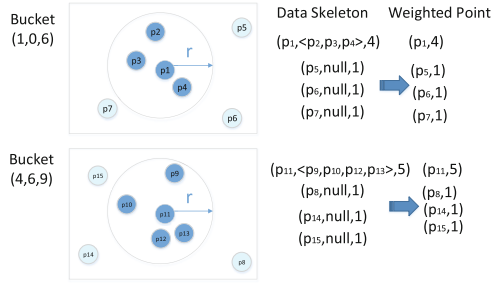 Bucket
(1,0,6)
p2
p5
p3
r
p1
p4
p7
p6
Data Skeleton
Weighted Point
(p1,<p2,p3,p4>,4)
(p1,4)
(p5,null,1)
(p5,1)
(p6,null,1)
(p6,1)
(p7,null,1)
(p7,1)
Bucket
(4,6,9)
p15
p9
p10
r
p11
p12
p13
p14
p8
(p11,<p9,p10,p12,p13>,5)
(p11,5)
(p8,null,1)
(p8,1)
(p14,null,1)
(p14,1)
(p15,null,1)
(p15,1)